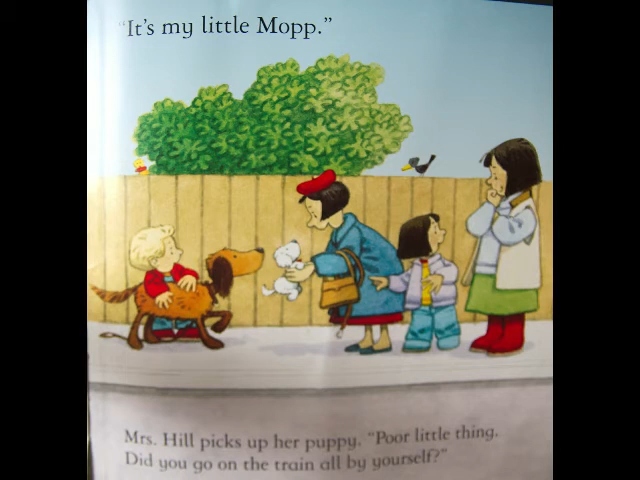 "It's my little Mopp."
Mrs. Hill picks up her puppy. "Poor little thing.
Did you go on the train all by yourself?"